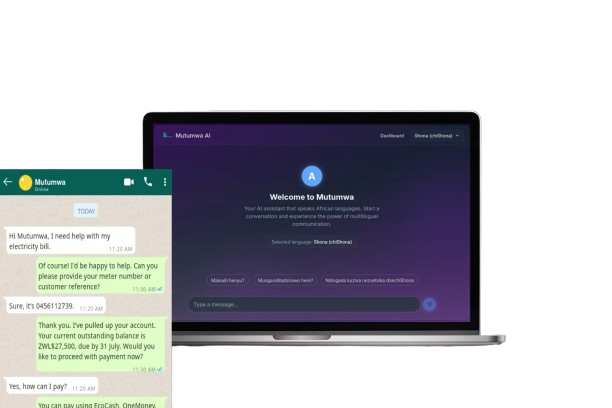 Mutumwa AI
Dashboard
Shona (chiShona)
A
Welcome to Mutumwa
Your AI assistant that speaks African languages. Start a
conversation and experience the power of multilingual
communication.
Selected language: Shona (chiShona)
Makadii henyu?
Mungandibatsirawo here?
Ndingada kuziva nezvetsika dzechiShona
Type a message...
Mutumwa
Online
TODAY
Hi Mutumwa, I need help with my
electricity bill.
11:20 AM
Of course! I'd be happy to help. Can you
please provide your meter number or
customer reference?
11:30 AM
Sure, it's 0456112739.
11:20 AM
Thank you. I've pulled up your account.
Your current outstanding balance is
ZWL$27,500, due by 31 July. Would you
like to proceed with payment now?
11:30 AM
Yes, how can I pay?
11:20 AM
You can pay using EcoCash, OneMoney,